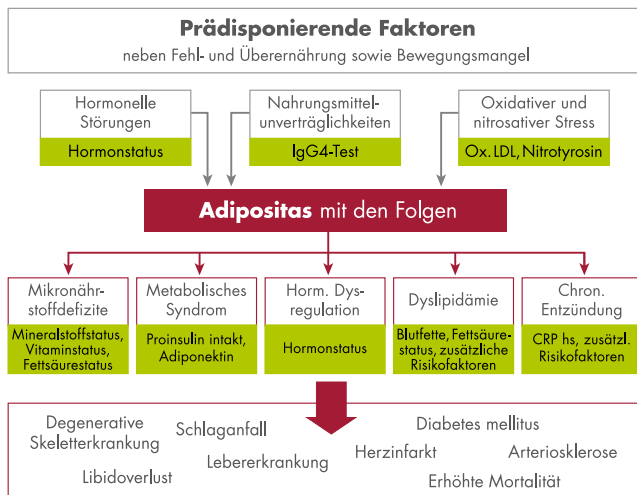 Prädisponierende Faktoren
neben Fehl- und Überernährung sowie Bewegungsmangel
Hormonelle
Störungen
Hormonstatus
Nahrungsmittel-
unverträglichkeiten
IgG4-Test
Oxidativer und
nitrosativer Stress
Ox. LDL, Nitrotyrosin
Adipositas mit den Folgen
Mikronähr-
stoffdefizite
Mineralstoffstatus,
Vitaminstatus,
Fettsäurestatus
Metabolisches
Syndrom
Proinsulin intakt,
Adiponektin
Horm. Dys-
regulation
Hormonstatus
Dyslipidämie
Blutfette, Fettsäure-
status, zusätzliche
Risikofaktoren
Chron.
Entzündung
CRP hs, zusätzl.
Risikofaktoren
Degenerative
Skeletterkrankung
Schlaganfall
Diabetes mellitus
Libidoverlust
Lebererkrankung
Herzinfarkt
Arteriosklerose
Erhöhte Mortalität